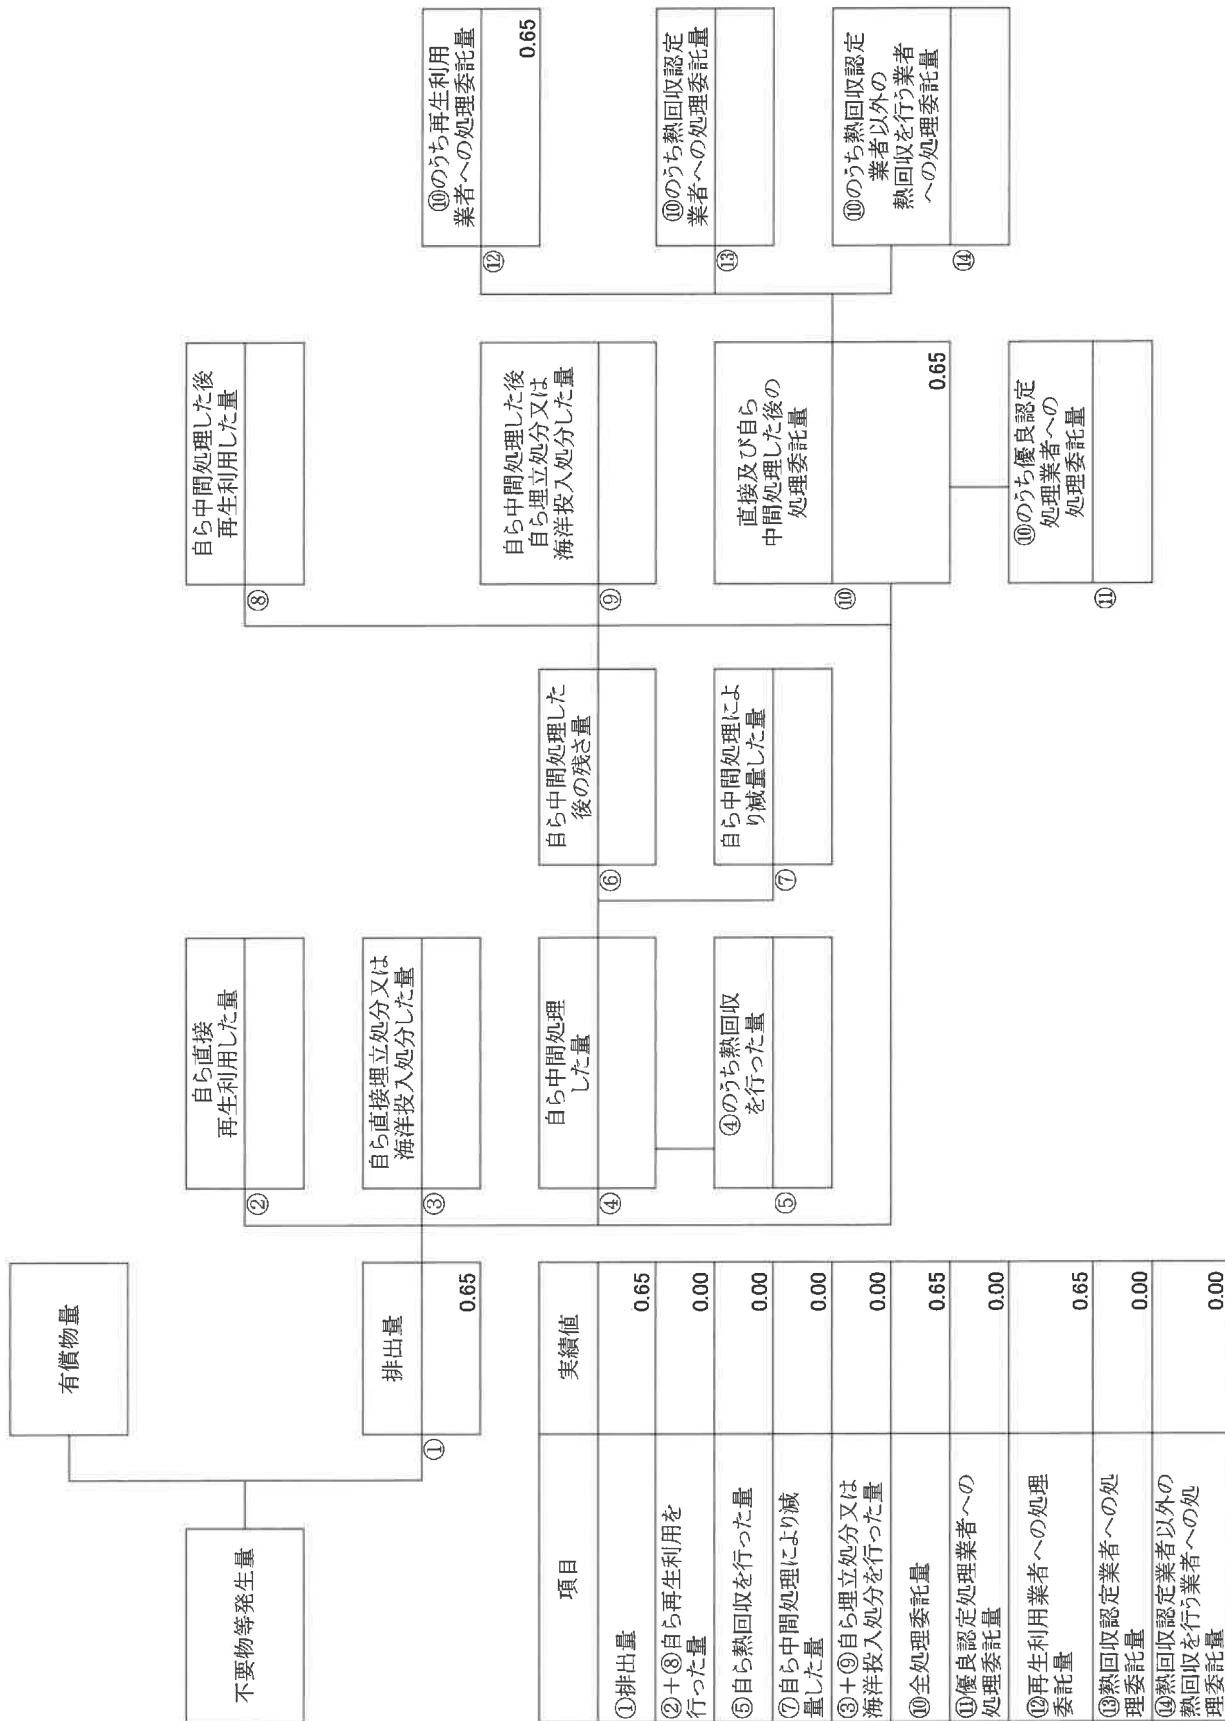 不要物等発生量
有償物量
①
排出量
0.65
②
自ら直接
再生利用した量
③
自ら直接埋立処分又は
海洋投入処分した量
④
自ら中間処理
した量
⑤
④のうち熱回収
を行った量
⑥
自ら中間処理した
後の残さ量
⑦
自ら中間処理によ
り減量した量
⑧
自ら中間処理した後
再生利用した量
⑨
自ら中間処理した後
自ら埋立処分又は
海洋投入処分した量
⑩
直接及び自ら
中間処理した後の
処理委託量
0.65
⑪
⑩のうち優良認定
処理業者への
処理委託量
⑫
⑩のうち再生利用
業者への処理委託量
0.65
⑬
⑩のうち熱回収認定
業者への処理委託量
⑭
⑩のうち熱回収認定
業者以外の
熱回収を行う業者
への処理委託量
項目 実績値
①排出量 0.65
②+⑧自ら再生利用を
行った量 0.00
⑤自ら熱回収を行った量 0.00
⑦自ら中間処理により減
量した量 0.00
③+⑨自ら埋立処分又は
海洋投入処分を行った量 0.00
⑩全処理委託量 0.65
⑪優良認定処理業者への
処理委託量 0.00
⑫再生利用業者への処理
委託量 0.65
⑬熱回収認定業者への処
理委託量 0.00
⑭熱回収認定業者以外の
熱回収を行う業者への処
理委託量 0.00